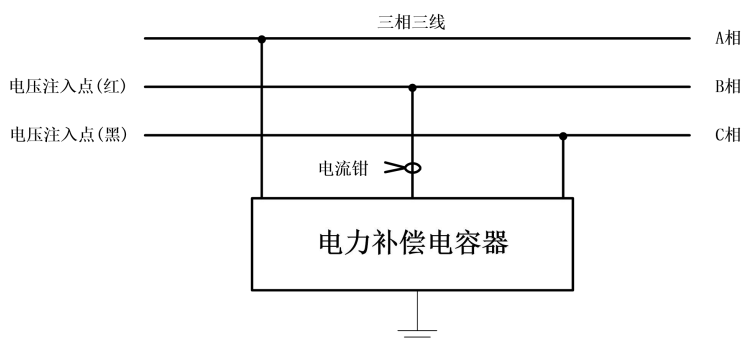 三相三线
A相
电压注入点(红)
B相
电压注入点(黑)
C相
电流钳
电力补偿电容器